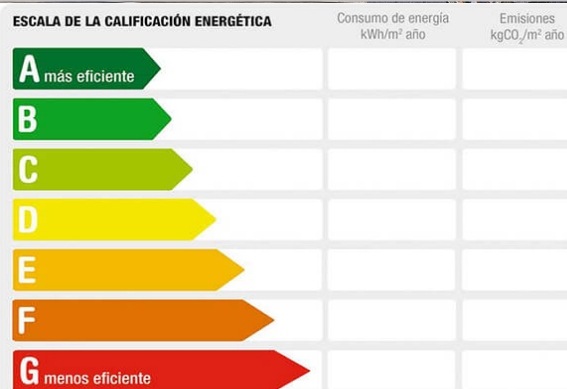 ESCALA DE LA CALIFICACIÓN ENERGÉTICA
Consumo de energía
kWh/m² año
Emisiones
kgCO₂/m² año
A más eficiente
B
C
D
E
F
G menos eficiente